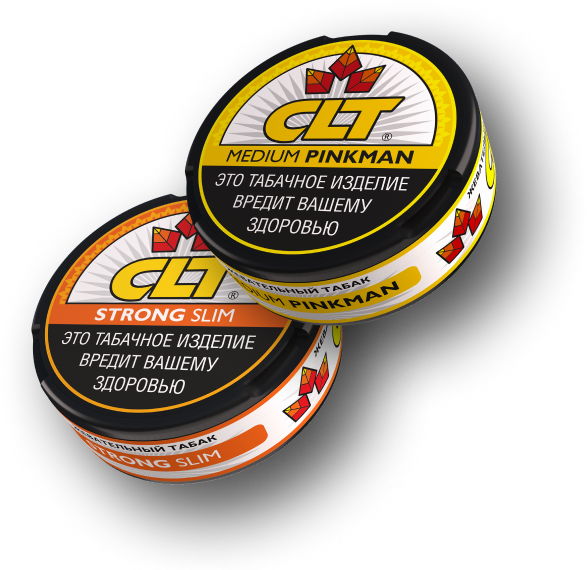 CLT®
MEDIUM PINKMAN
ЭТО ТАБАЧНОЕ ИЗДЕЛИЕ
ВРЕДИТ ВАШЕМУ
ЗДОРОВЬЮ
ТАБАК
PINKMAN
CLT®
STRONG SLIM
ЭТО ТАБАЧНОЕ ИЗДЕЛИЕ
ВРЕДИТ ВАШЕМУ
ЗДОРОВЬЮ
ТАБАК
STRONG SLIM